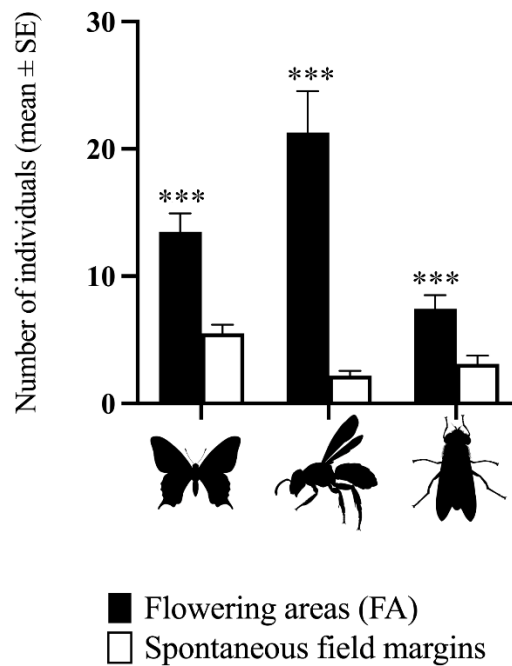 Number of individuals (mean ± SE)
30
20
10
0
***
***
***
Flowering areas (FA)
Spontaneous field margins